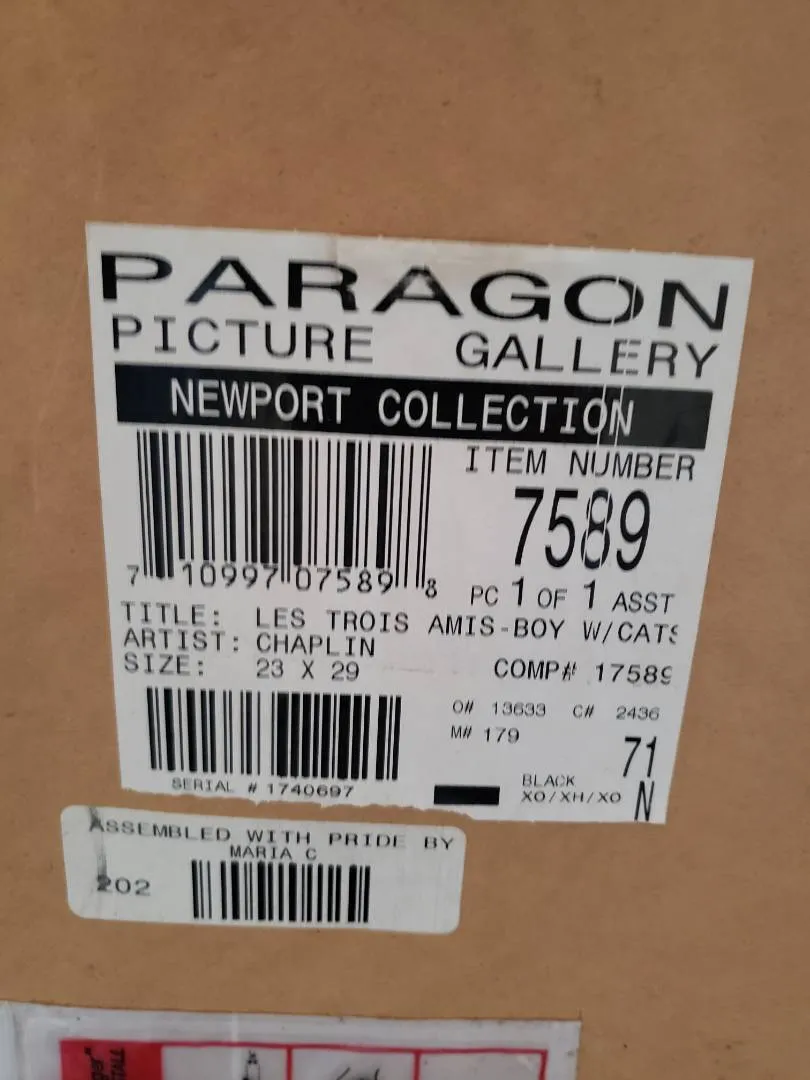 PARAGON
PICTURE GALLERY
NEWPORT COLLECTION
ITEM NUMBER
7589
7 10997 07589 8
PC 1 OF 1 ASST
TITLE: LES TROIS AMIS-BOY W/CATS
ARTIST: CHAPLIN
SIZE: 23 X 29
COMP# 17589
O# 13633 C# 2436
M# 179
71
SERIAL # 1740697
BLACK
XO/XH/XO N
ASSEMBLED WITH PRIDE BY
MARIA C
202